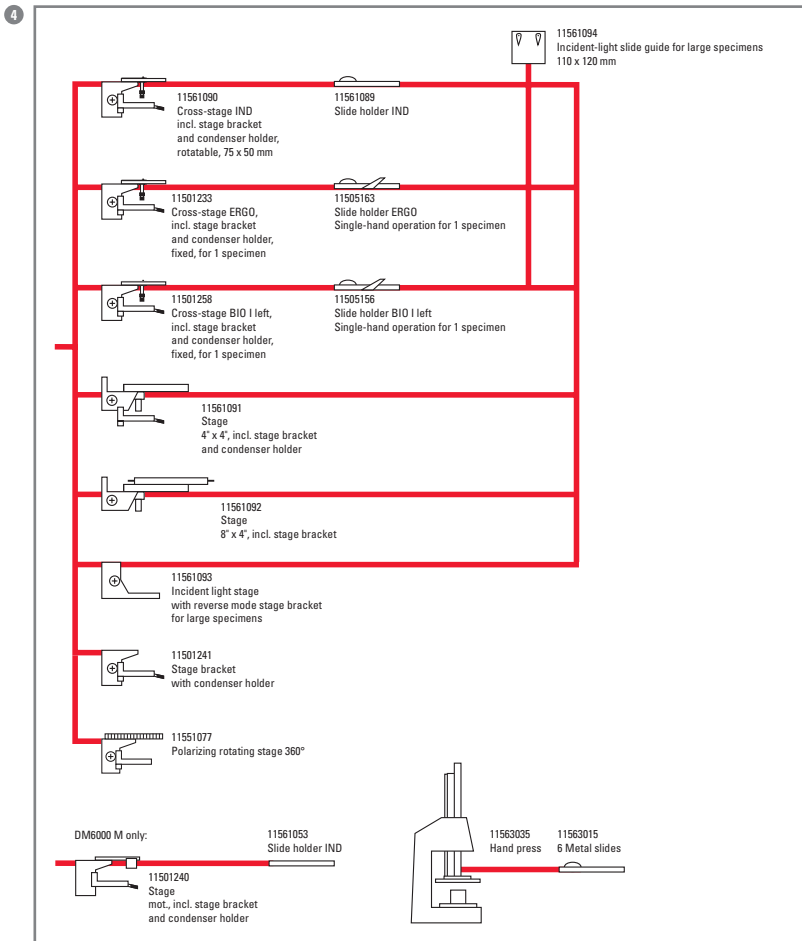 4
11561094
Incident-light slide guide for large specimens
110 x 120 mm
11561090
Cross-stage IND
incl. stage bracket
and condenser holder,
rotatable, 75 x 50 mm
11561089
Slide holder IND
11501233
Cross-stage ERGO,
incl. stage bracket
and condenser holder,
fixed, for 1 specimen
11505163
Slide holder ERGO
Single-hand operation for 1 specimen
11501258
Cross-stage BIO I left,
incl. stage bracket
and condenser holder,
fixed, for 1 specimen
11505156
Slide holder BIO I left
Single-hand operation for 1 specimen
11561091
Stage
4" x 4", incl. stage bracket
and condenser holder
11561092
Stage
8" x 4", incl. stage bracket
11561093
Incident light stage
with reverse mode stage bracket
for large specimens
11501241
Stage bracket
with condenser holder
11551077
Polarizing rotating stage 360°
DM6000 M only:
11561053
Slide holder IND
11501240
Stage
mot., incl. stage bracket
and condenser holder
11563035
Hand press
11563015
6 Metal slides